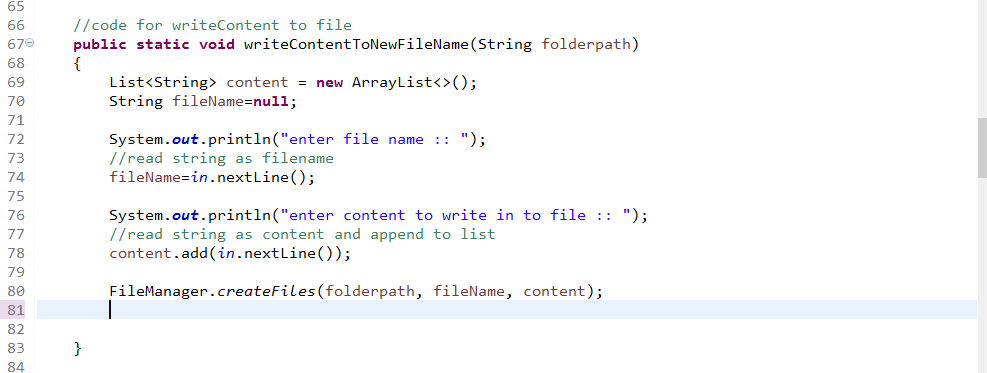 65
66 //code for writeContent to file
67 public static void writeContentToNewFileName(String folderpath)
68 {
69 List<String> content = new ArrayList<>();
70 String fileName=null;
71
72 System.out.println("enter file name :: ");
73 //read string as filename
74 fileName=in.nextLine();
75
76 System.out.println("enter content to write in to file :: ");
77 //read string as content and append to list
78 content.add(in.nextLine());
79
80 FileManager.createFiles(folderpath, fileName, content);
81
82
83 }
84